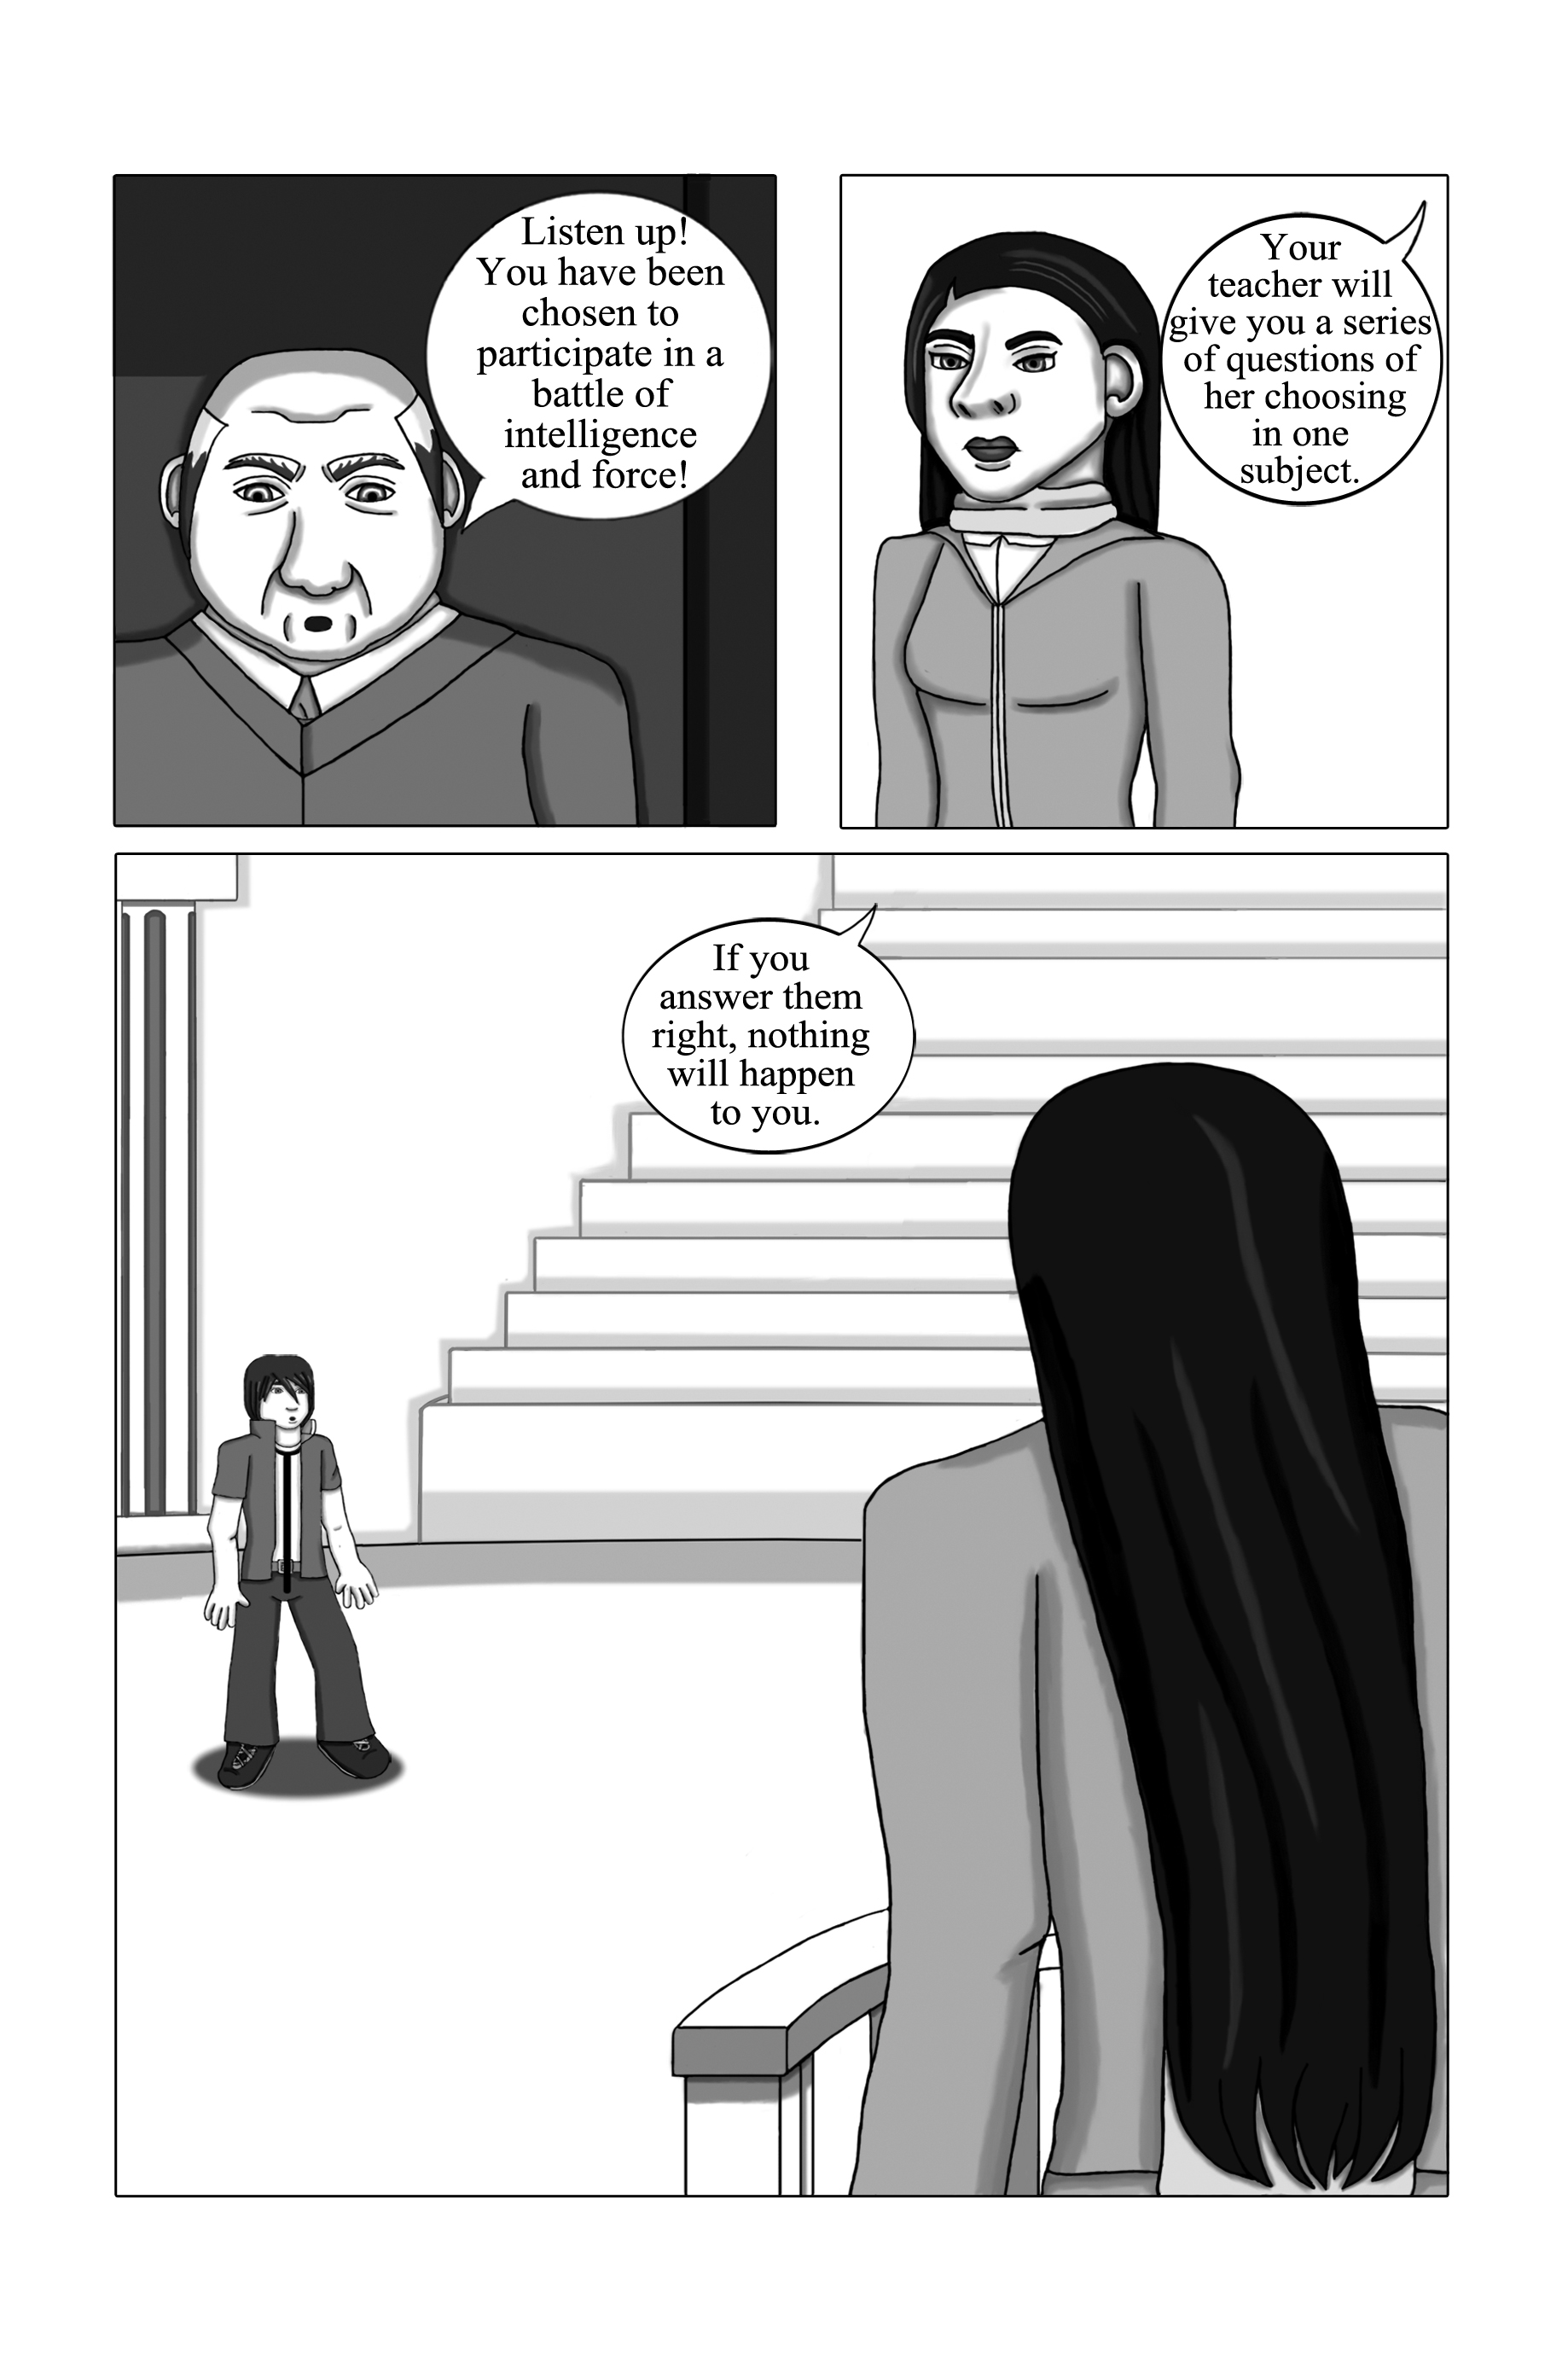 Listen up!
You have been
chosen to
participate in a
battle of
intelligence
and force!
Your
teacher will
give you a series
of questions of
her choosing
in one
subject.
If you
answer them
right, nothing
will happen
to you.